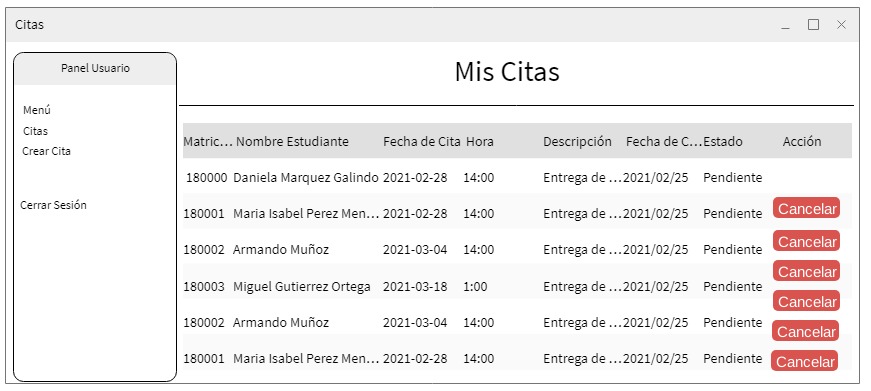 Citas
Panel Usuario
Menú
Citas
Crear Cita
Cerrar Sesión
Mis Citas
Matric... Nombre Estudiante Fecha de Cita Hora Descripción Fecha de C... Estado Acción
180000 Daniela Marquez Galindo 2021-02-28 14:00 Entrega de ... 2021/02/25 Pendiente
180001 Maria Isabel Perez Men... 2021-02-28 14:00 Entrega de ... 2021/02/25 Pendiente Cancelar
180002 Armando Muñoz 2021-03-04 14:00 Entrega de ... 2021/02/25 Pendiente Cancelar
Cancelar
180003 Miguel Gutierrez Ortega 2021-03-18 1:00 Entrega de ... 2021/02/25 Pendiente Cancelar
180002 Armando Muñoz 2021-03-04 14:00 Entrega de ... 2021/02/25 Pendiente Cancelar
180001 Maria Isabel Perez Men... 2021-02-28 14:00 Entrega de ... 2021/02/25 Pendiente Cancelar